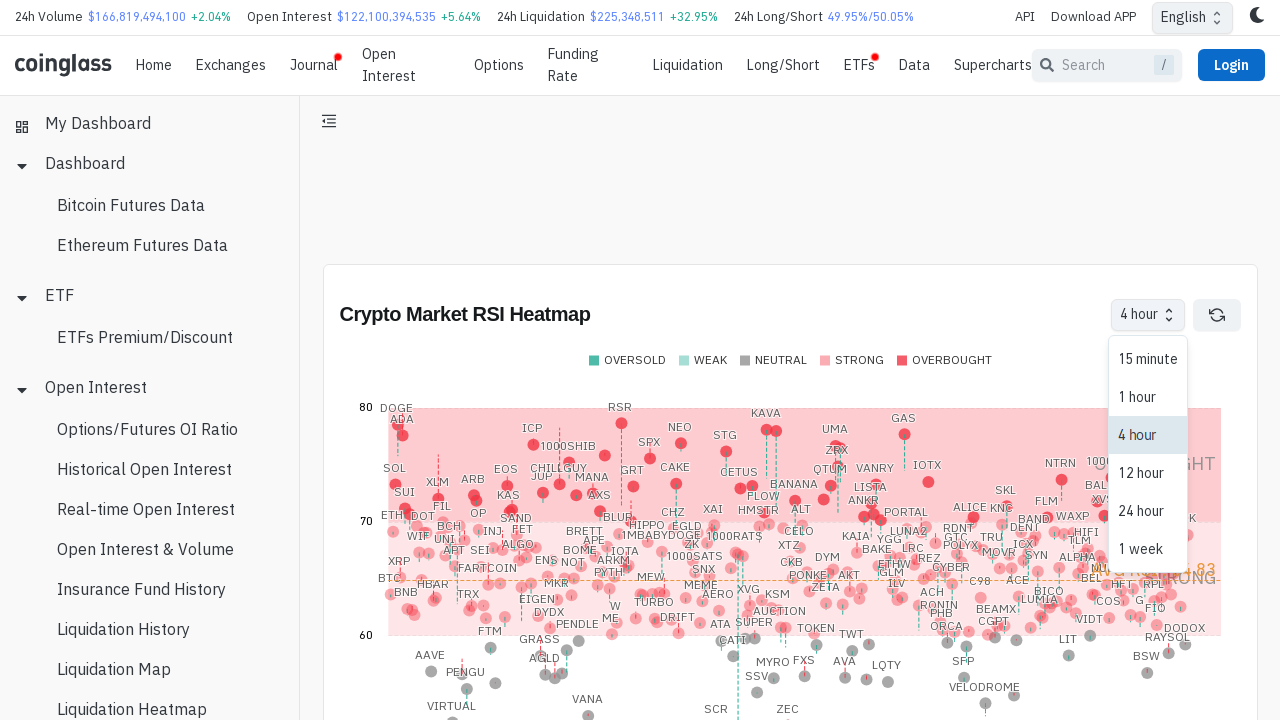 24h Volume $166,819,494,100 +2.04% Open Interest $122,100,394,535 +5.64% 24h Liquidation $225,348,511 +32.95% 24h Long/Short 49.95%/50.05% API Download APP English
coinglass Home Exchanges Journal Open Interest Options Funding Rate Liquidation Long/Short ETFs Data Supercharts Search / Login
My Dashboard
Dashboard
Bitcoin Futures Data
Ethereum Futures Data
ETF
ETFs Premium/Discount
Open Interest
Options/Futures OI Ratio
Historical Open Interest
Real-time Open Interest
Open Interest & Volume
Insurance Fund History
Liquidation History
Liquidation Map
Liquidation Heatmap
Crypto Market RSI Heatmap 4 hour
15 minute
1 hour
4 hour
12 hour
24 hour
1 week
OVERSOLD WEAK NEUTRAL STRONG OVERBOUGHT
80
DOGE RSR
ADA KAVA GAS
ICP NEO UMA
STG
1000SHIB SPX ZRX
SOL EOS CHILLGUY GRT CAKE CETUS QTUM VANRY IOTX NTRN
XLM ARB JUP MANA BANANA
SUI KAS AXS PLOW LISTA SKL
FIL ANKR FLM
ETHFI DOT OP SAND BLUR CHZ XAI HMSTR ALT PORTAL ALICE KNC WAXP
70
WIF BCH INJ FET BRETT HIPPO EGLD CELO LUNA2 RDNT BAND DENT HIFI
UNI ALGO APE 1MBABYDOGE 1000RATS KAIA YGG GTC TRU TLM
APT SEI BOME IOTA ZK XTZ BAKE LRC POLYX ICX ALPHA
XRP ENS NOT ARKM 1000SATS CKB DYM ETHW REZ MOVR SYN
FARTCOIN PYTH SNX PONKE AKT GLM CYBER
BTC HBAR MKR MEW MEME XVG ZETA ILV C98 ACE BEL
BNB TRX EIGEN TURBO AERO KSM ACH BICO HFT RPL
DYDX W AUCTION RONIN LUMIA COS G
ME DRIFT SUPER PHB BEAMX FIO
FTM PENDLE ATA TOKEN ORCA CGPT VIDT DODOX
60
GRASS CATI TWT LIT RAYSOL
AAVE AGLD MYRO FXS AVA LQTY SFP BSW
PENGU SSV VELODROME
VIRTUAL VANA SCR ZEC
STRONG